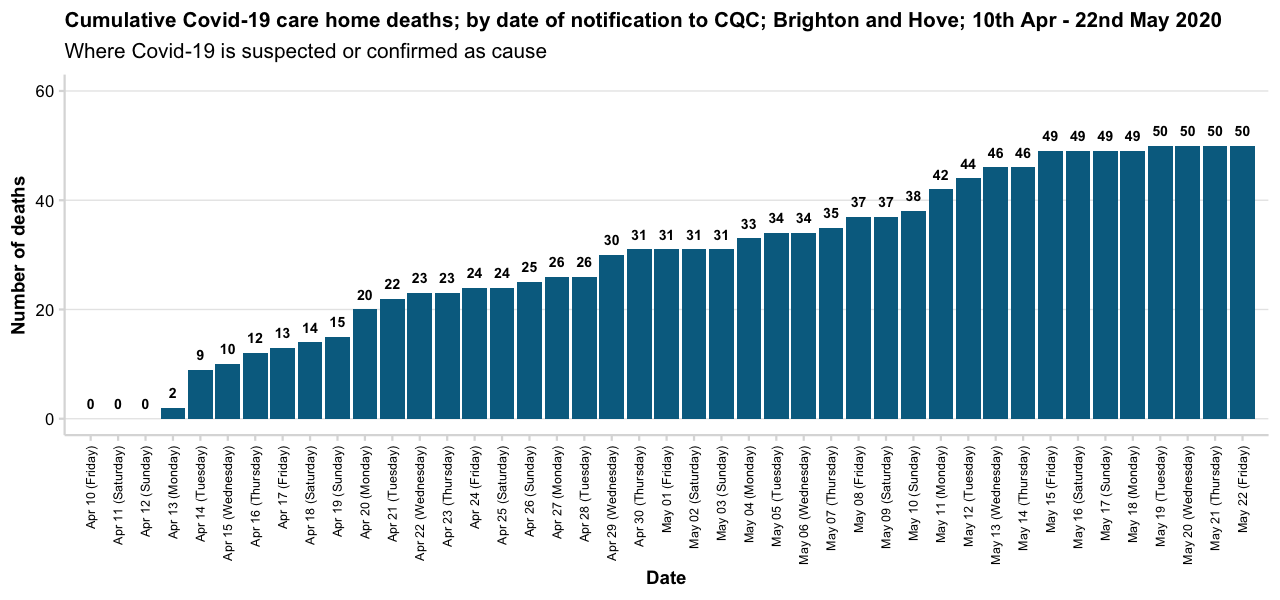 Cumulative Covid-19 care home deaths; by date of notification to CQC; Brighton and Hove; 10th Apr - 22nd May 2020
Where Covid-19 is suspected or confirmed as cause
Number of deaths
60
40
20
0
0 0 0 2 9 10 12 13 14 15 20 22 23 23 24 24 25 26 26 30 31 31 31 31 33 34 34 35 37 37 38 42 44 46 46 49 49 49 49 50 50 50 50
Apr 10 (Friday)
Apr 11 (Saturday)
Apr 12 (Sunday)
Apr 13 (Monday)
Apr 14 (Tuesday)
Apr 15 (Wednesday)
Apr 16 (Thursday)
Apr 17 (Friday)
Apr 18 (Saturday)
Apr 19 (Sunday)
Apr 20 (Monday)
Apr 21 (Tuesday)
Apr 22 (Wednesday)
Apr 23 (Thursday)
Apr 24 (Friday)
Apr 25 (Saturday)
Apr 26 (Sunday)
Apr 27 (Monday)
Apr 28 (Tuesday)
Apr 29 (Wednesday)
Apr 30 (Thursday)
May 01 (Friday)
May 02 (Saturday)
May 03 (Sunday)
May 04 (Monday)
May 05 (Tuesday)
May 06 (Wednesday)
May 07 (Thursday)
May 08 (Friday)
May 09 (Saturday)
May 10 (Sunday)
May 11 (Monday)
May 12 (Tuesday)
May 13 (Wednesday)
May 14 (Thursday)
May 15 (Friday)
May 16 (Saturday)
May 17 (Sunday)
May 18 (Monday)
May 19 (Tuesday)
May 20 (Wednesday)
May 21 (Thursday)
May 22 (Friday)
Date